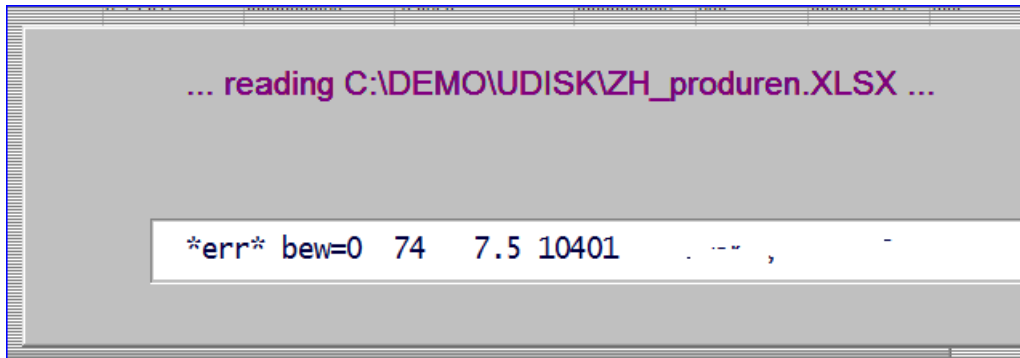 ... reading C:\DEMO\UDISK\ZH_produren.XLSX ...
*err* bew=0 74 7.5 10401